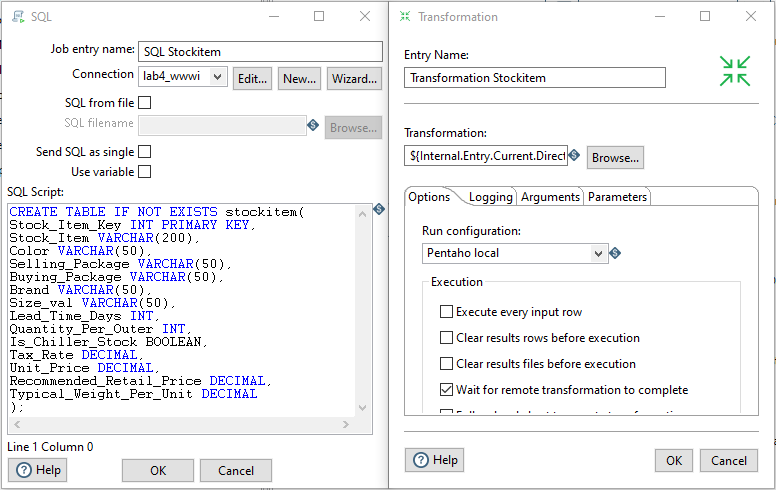 SQL
Job entry name: SQL Stockitem
Connection lab4_wwwi Edit... New... Wizard...
SQL from file
SQL filename Browse...
Send SQL as single
Use variable
SQL Script:
CREATE TABLE IF NOT EXISTS stockitem(
Stock_Item_Key INT PRIMARY KEY,
Stock_Item VARCHAR(200),
Color VARCHAR(50),
Selling_Package VARCHAR(50),
Buying_Package VARCHAR(50),
Brand VARCHAR(50),
Size_val VARCHAR(50),
Lead_Time_Days INT,
Quantity_Per_Outer INT,
Is_Chiller_Stock BOOLEAN,
Tax_Rate DECIMAL,
Unit_Price DECIMAL,
Recommended_Retail_Price DECIMAL,
Typical_Weight_Per_Unit DECIMAL
);
Line 1 Column 0
Help OK Cancel
Transformation
Entry Name:
Transformation Stockitem
Transformation:
${Internal.Entry.Current.Direct Browse...
Options Logging Arguments Parameters
Run configuration:
Pentaho local
Execution
Execute every input row
Clear results rows before execution
Clear results files before execution
Wait for remote transformation to complete
Help OK Cancel